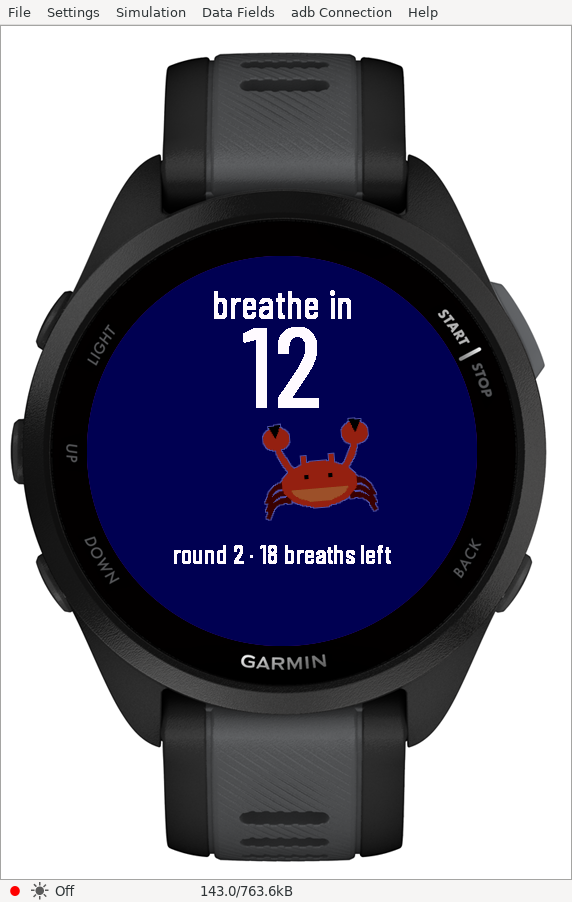 File Settings Simulation Data Fields adb Connection Help
breathe in
12
START
STOP
LIGHT
UP
DOWN
BACK
round 2 · 18 breaths left
GARMIN
Off 143.0/763.6kB